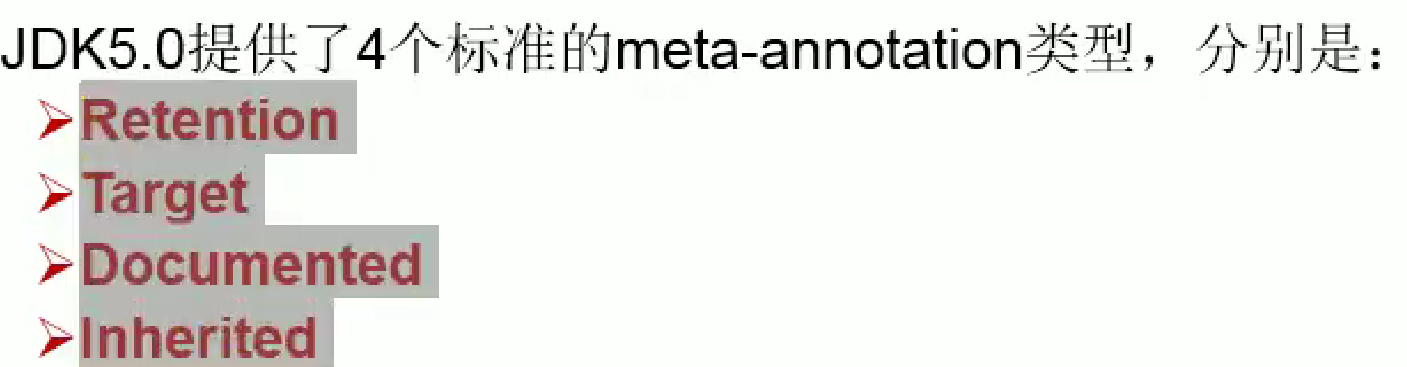 JDK5.0提供了4个标准的meta-annotation类型，分别是：
Retention
Target
Documented
Inherited